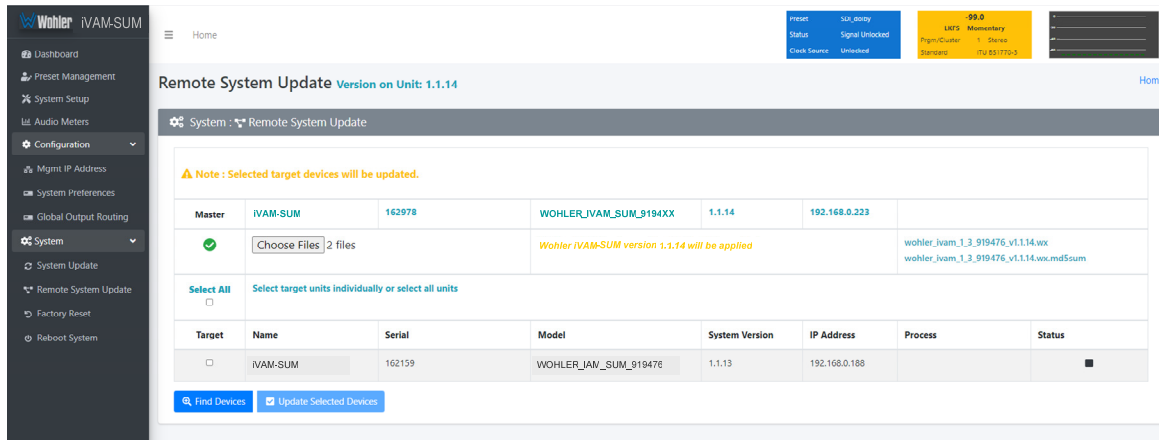 Wohler iVAM-SUM
Dashboard
Preset Management
System Setup
Audio Meters
Configuration
Mgmt IP Address
System Preferences
Global Output Routing
System
System Update
Remote System Update
Factory Reset
Reboot System
Home
Preset SDI_dolby
Status Signal Unlocked
Clock Source Unlocked
-99.0
LKFS Momentary
Prgm/Cluster 1 Stereo
Standard ITU BS1770-3
Remote System Update Version on Unit: 1.1.14
Hom
System : Remote System Update
Note : Selected target devices will be updated.
Master iVAM-SUM 162978 WOHLER_IVAM_SUM_9194XX 1.1.14 192.168.0.223
Choose Files 2 files Wohler iVAM-SUM version 1.1.14 will be applied
wohler_ivam_1_3_919476_v1.1.14.wx
wohler_ivam_1_3_919476_v1.1.14.wx.md5sum
Select All Select target units individually or select all units
Target Name Serial Model System Version IP Address Process Status
iVAM-SUM 162159 WOHLER_IAM_SUM_919476 1.1.13 192.168.0.188
Find Devices Update Selected Devices